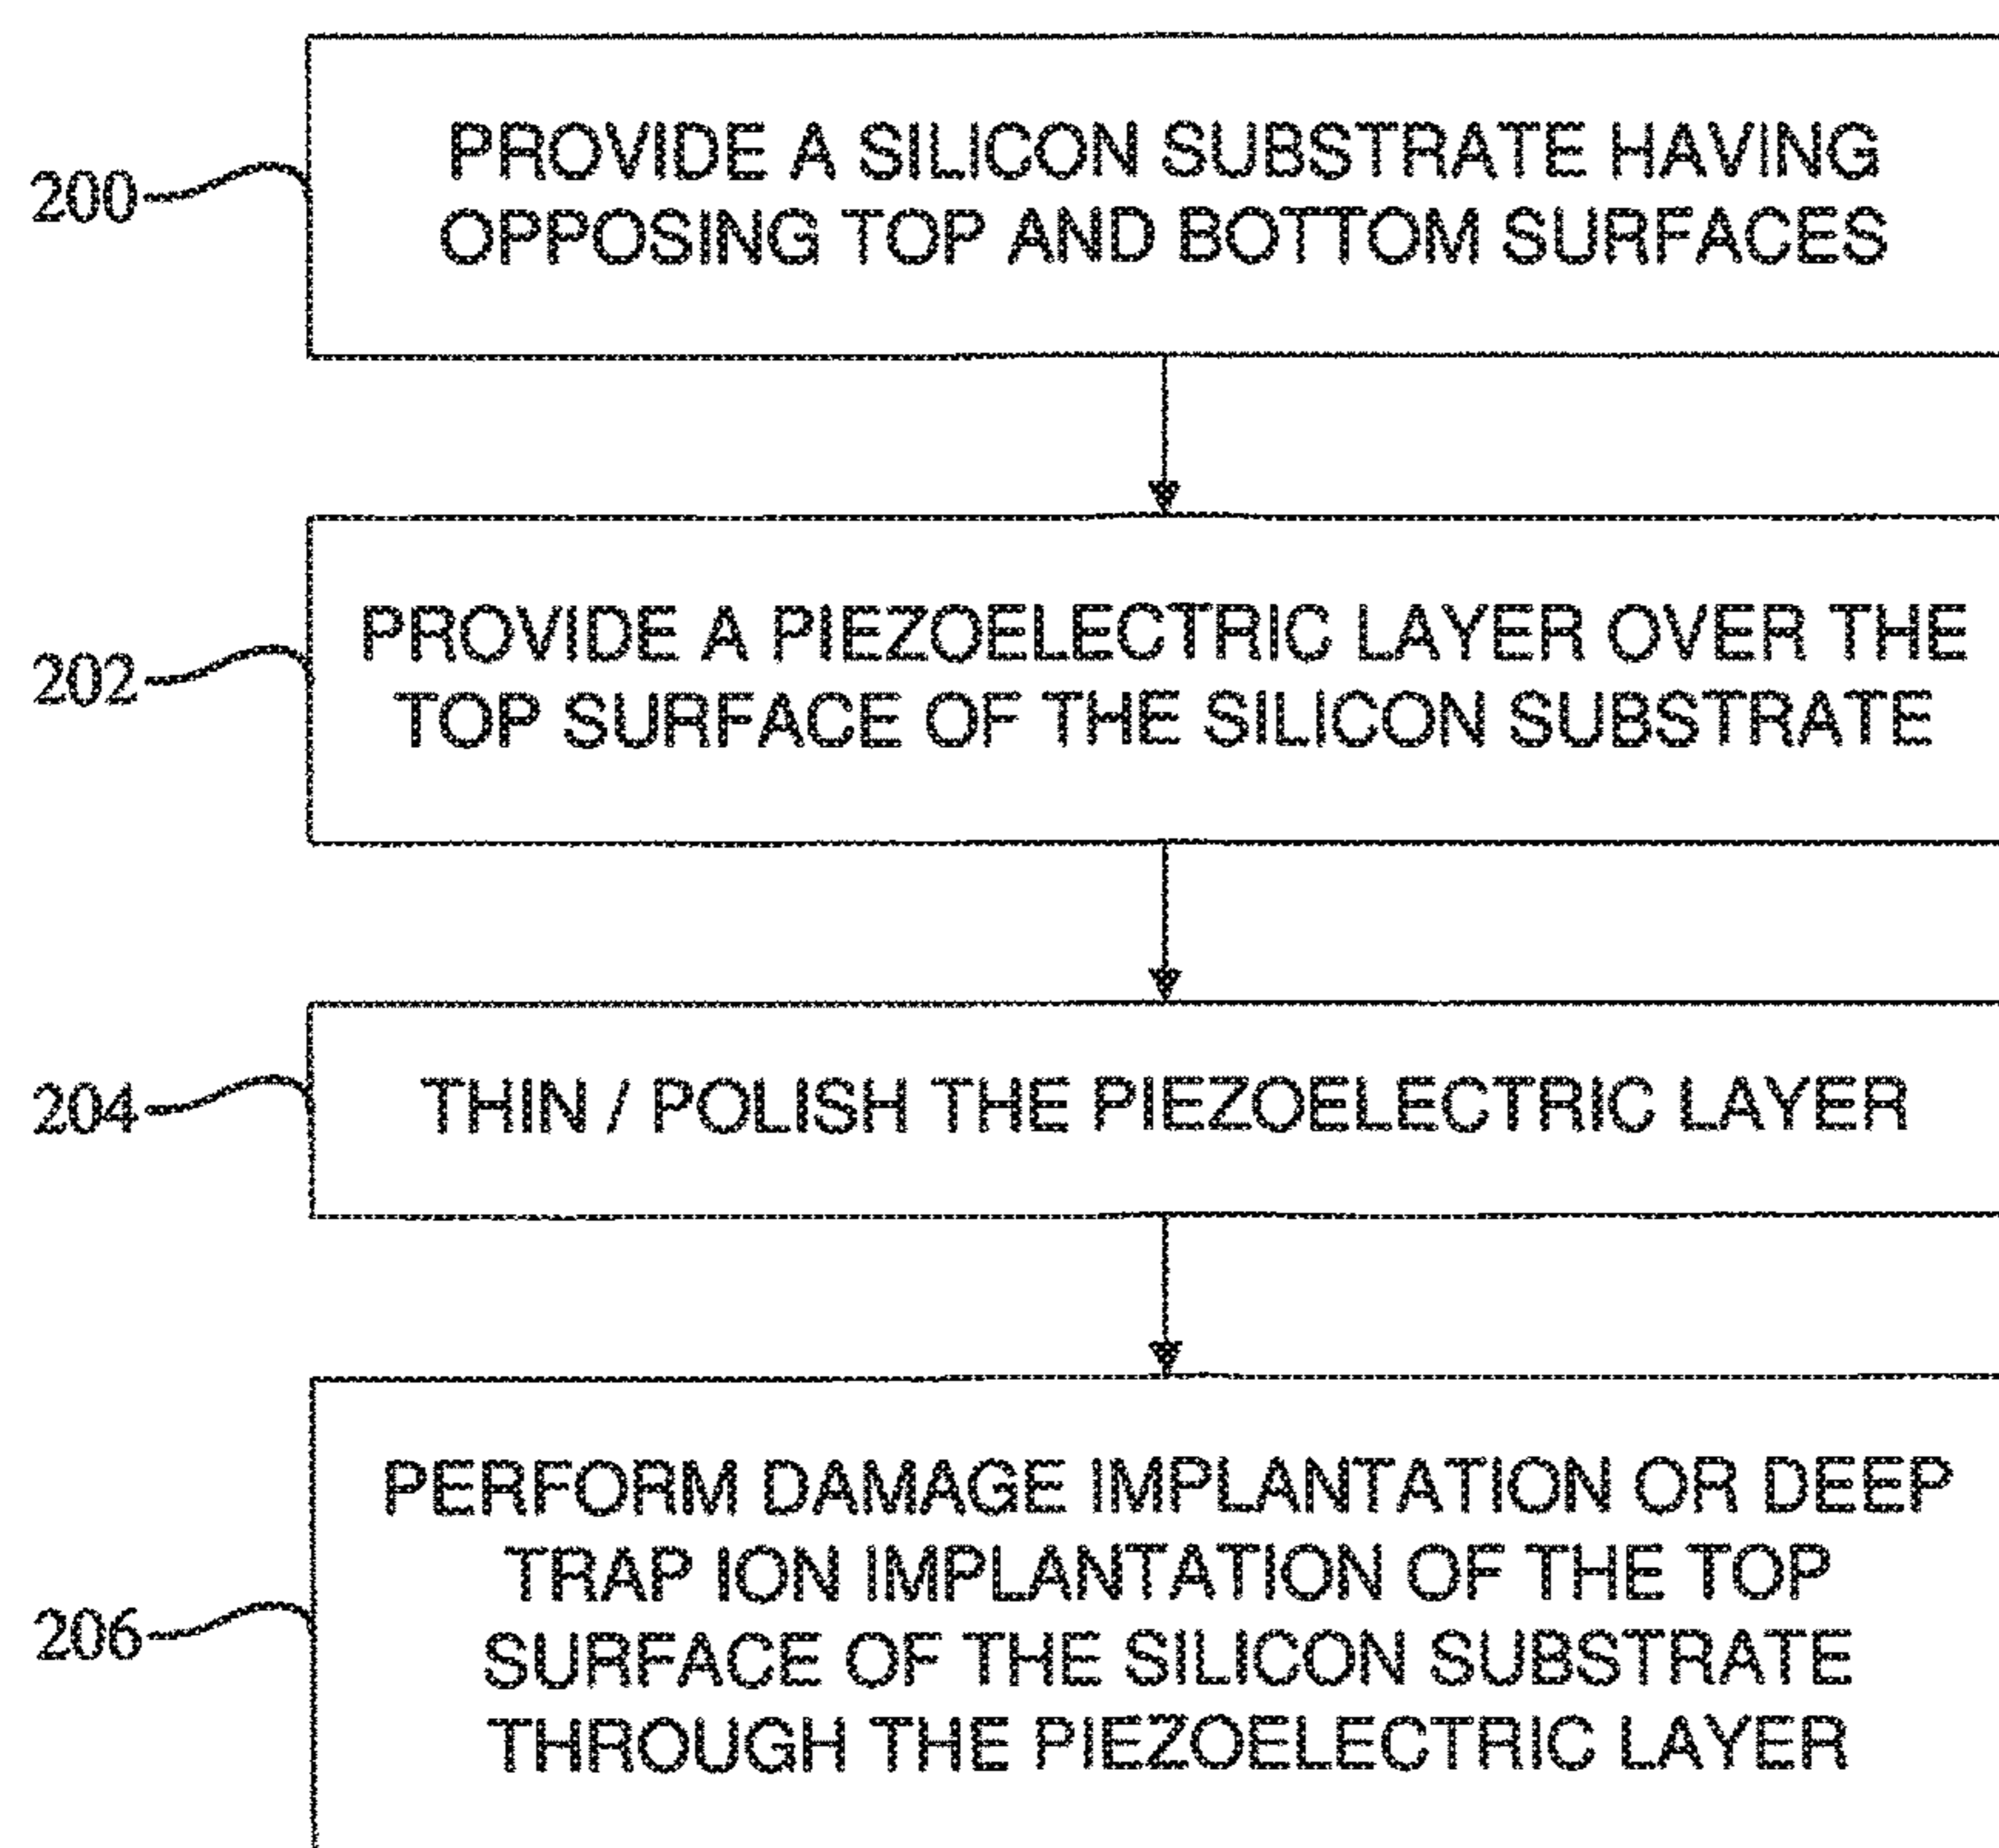 200
PROVIDE A SILICON SUBSTRATE HAVING
OPPOSING TOP AND BOTTOM SURFACES
202
PROVIDE A PIEZOELECTRIC LAYER OVER THE
TOP SURFACE OF THE SILICON SUBSTRATE
204
THIN / POLISH THE PIEZOELECTRIC LAYER
206
PERFORM DAMAGE IMPLANTATION OR DEEP
TRAP ION IMPLANTATION OF THE TOP
SURFACE OF THE SILICON SUBSTRATE
THROUGH THE PIEZOELECTRIC LAYER